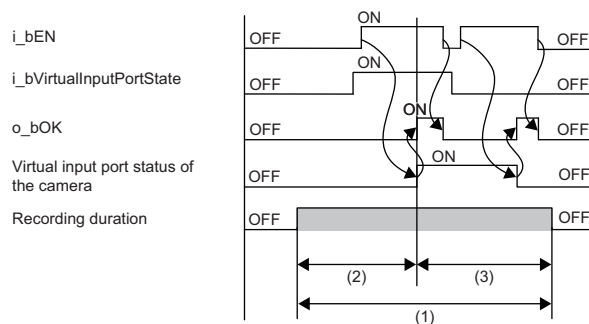 ON
i_bEN
OFF
OFF
ON
i_bVirtualInputPortState
OFF
OFF
ON
o_bOK
OFF
OFF
Virtual input port status of
the camera
ON
OFF
OFF
Recording duration
OFF
OFF
(2)
(3)
(1)